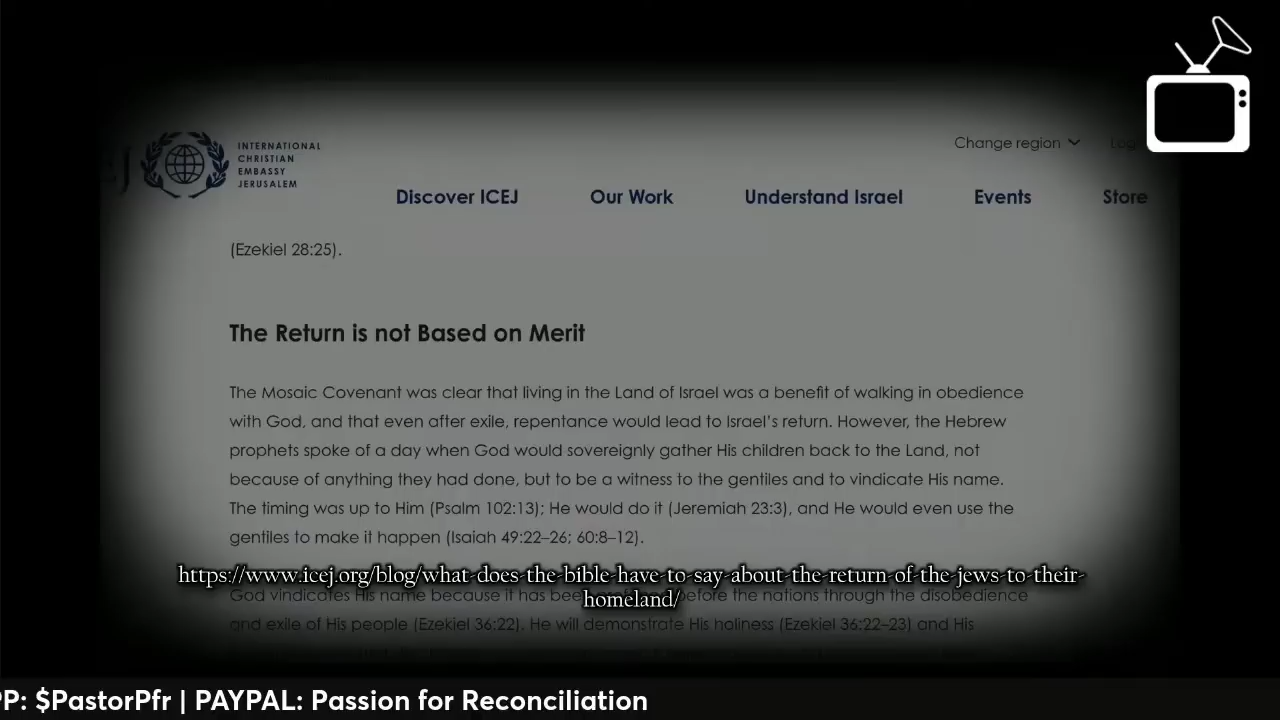 INTERNATIONAL
CHRISTIAN
EMBASSY
JERUSALEM
Change region
Discover ICEJ
Our Work
Understand Israel
Events
Store
(Ezekiel 28:25).
The Return is not Based on Merit
The Mosaic Covenant was clear that living in the Land of Israel was a benefit of walking in obedience
with God, and that even after exile, repentance would lead to Israel’s return. However, the Hebrew
prophets spoke of a day when God would sovereignly gather His children back to the Land, not
because of anything they had done, but to be a witness to the gentiles and to vindicate His name.
The timing was up to Him (Psalm 102:13); He would do it (Jeremiah 23:3), and He would even use the
gentiles to make it happen (Isaiah 49:22–26; 60:8–12).
https://www.icej.org/blog/what-does-the-bible-have-to-say-about-the-return-of-the-jews-to-their-
homeland/
God vindicates His name because it has been before the nations through the disobedience
and exile of His people (Ezekiel 36:22). He will demonstrate His holiness (Ezekiel 36:22–23) and His
PP: $PastorPfr | PAYPAL: Passion for Reconciliation